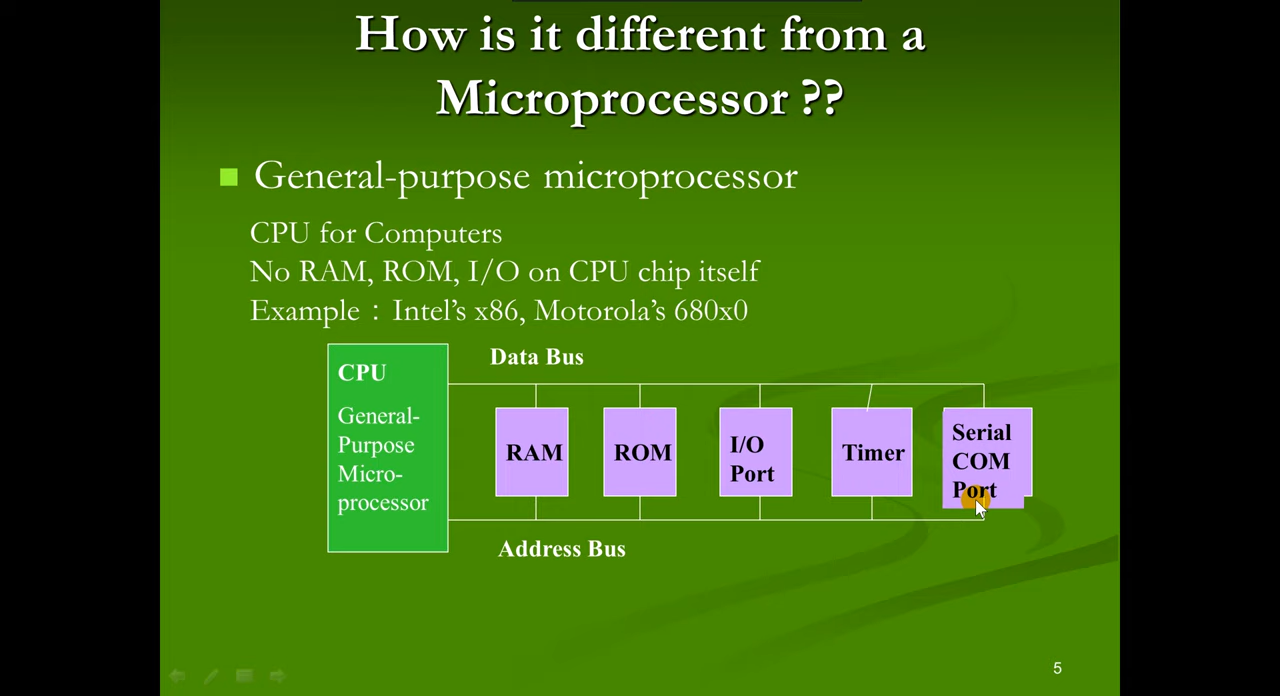 How is it different from a
Microprocessor ??
General-purpose microprocessor
CPU for Computers
No RAM, ROM, I/O on CPU chip itself
Example：Intel’s x86, Motorola’s 680x0
CPU
General-
Purpose
Micro-
processor
Data Bus
RAM
ROM
I/O
Port
Timer
Serial
COM
Port
Address Bus
5